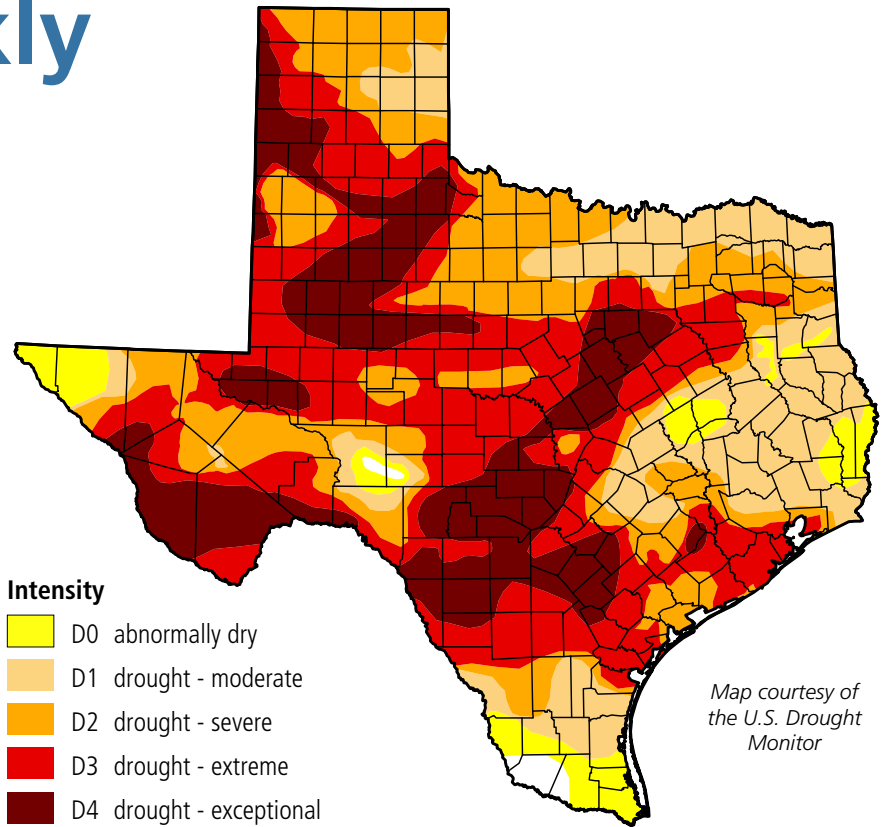 kly
Intensity
D0 abnormally dry
D1 drought - moderate
D2 drought - severe
D3 drought - extreme
D4 drought - exceptional
Map courtesy of
the U.S. Drought
Monitor